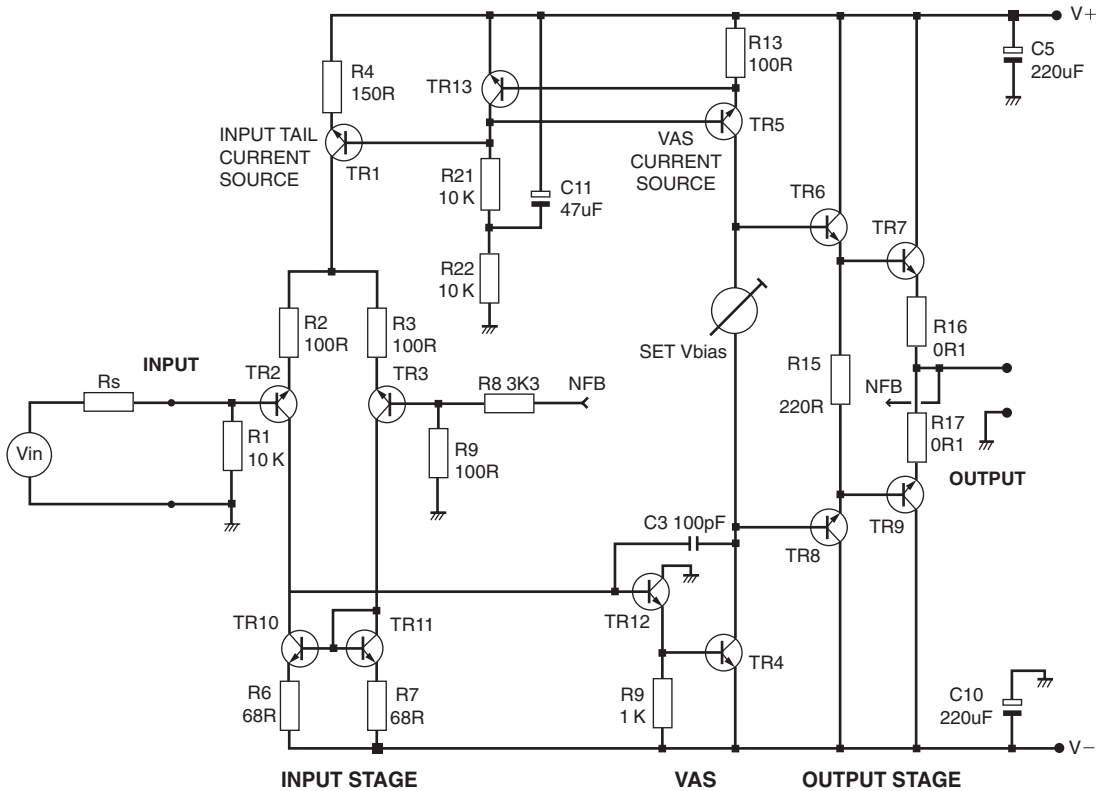 V+
R4
150R
TR13
R13
100R
C5
220uF
INPUT TAIL
CURRENT
SOURCE
TR1
TR5
VAS
CURRENT
SOURCE
R21
10 K
C11
47uF
TR6
TR7
R22
10 K
R2
100R
R3
100R
SET Vbias
R16
0R1
INPUT
Rs
TR2
TR3
R8 3K3
NFB
R15
220R
NFB
R17
0R1
OUTPUT
Vin
R1
10 K
R9
100R
C3 100pF
TR8
TR9
TR10
TR11
TR12
TR4
R6
68R
R7
68R
R9
1 K
C10
220uF
V−
INPUT STAGE
VAS
OUTPUT STAGE